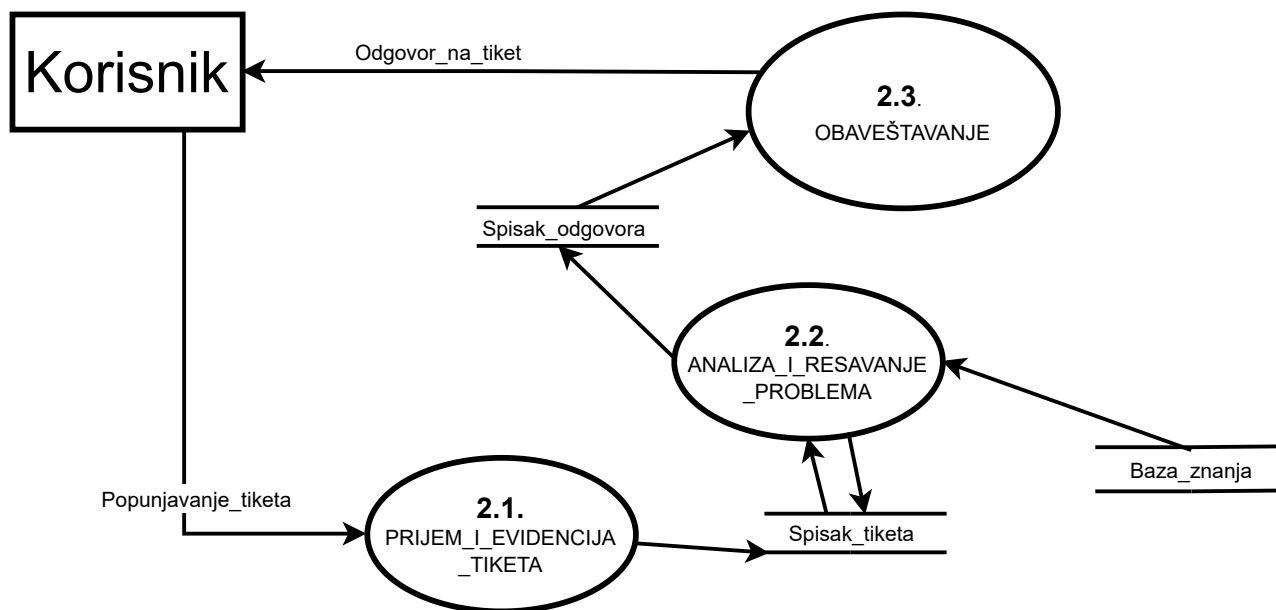 Odgovor_na_tiket
Korisnik
2.3.
OBAVEŠTAVANJE
Spisak_odgovora
2.2.
ANALIZA_I_RESAVANJE
_PROBLEMA
Baza_znanja
Popunjavanje_tiketa
2.1.
PRIJEM_I_EVIDENCIJA
_TIKETA
Spisak_tiketa